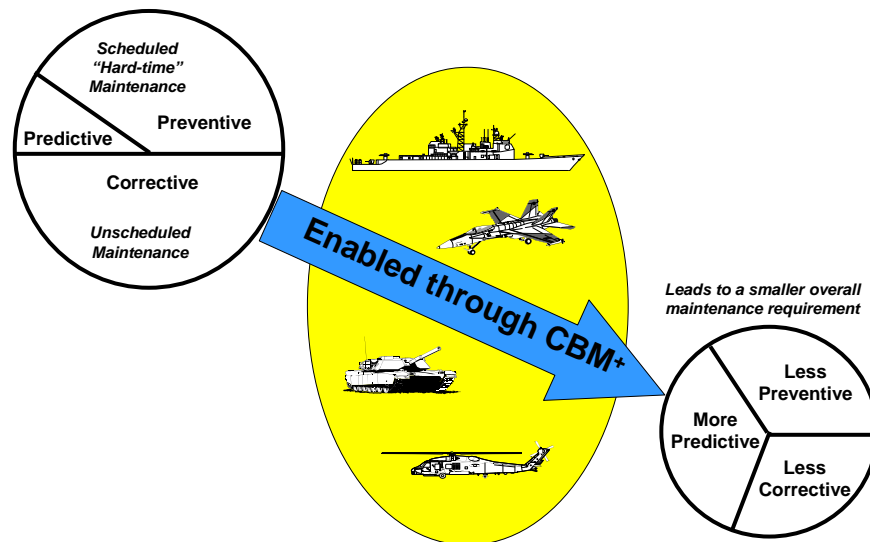 Scheduled
“Hard-time”
Maintenance
Preventive
Predictive
Corrective
Unscheduled
Maintenance
Enabled through CBM+
Leads to a smaller overall
maintenance requirement
Less
Preventive
More
Predictive
Less
Corrective